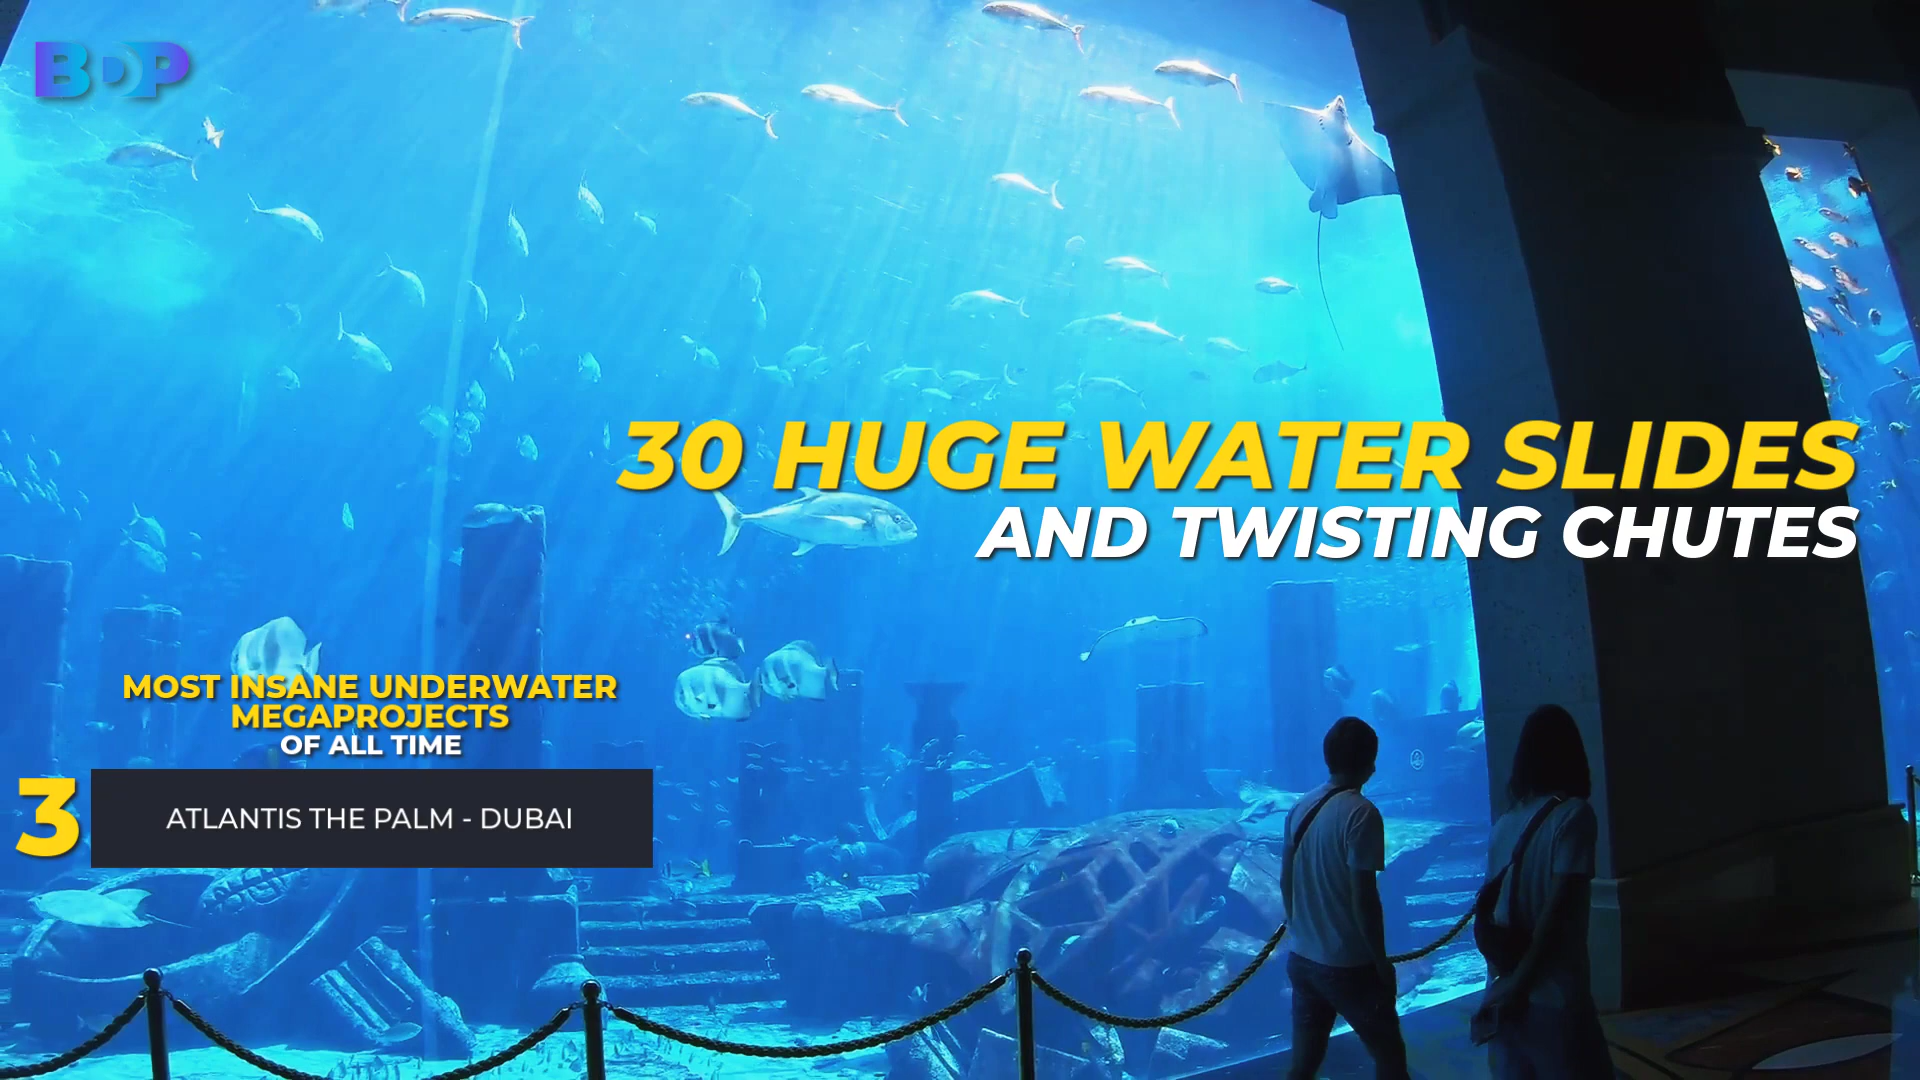 BDP
30 HUGE WATER SLIDES
AND TWISTING CHUTES
MOST INSANE UNDERWATER
MEGAPROJECTS
OF ALL TIME
3
ATLANTIS THE PALM - DUBAI